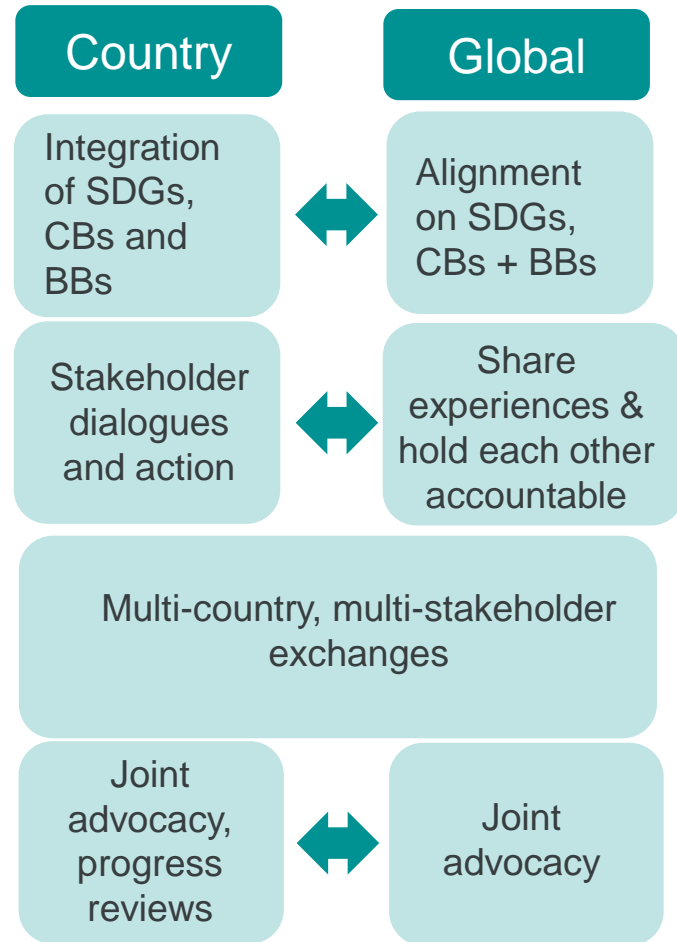 Country
Global
Integration
of SDGs,
CBs and
BBs
Alignment
on SDGs,
CBs + BBs
Stakeholder
dialogues
and action
Share
experiences &
hold each other
accountable
Multi-country, multi-stakeholder
exchanges
Joint
advocacy,
progress
reviews
Joint
advocacy